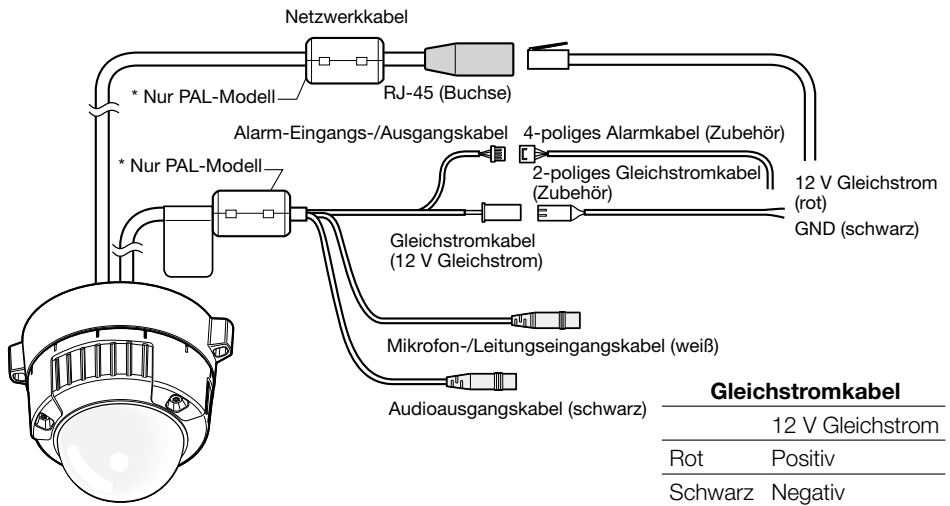 Netzwerkkabel
* Nur PAL-Modell
RJ-45 (Buchse)
Alarm-Eingangs-/Ausgangskabel
4-poliges Alarmkabel (Zubehör)
* Nur PAL-Modell
2-poliges Gleichstromkabel
(Zubehör)
12 V Gleichstrom
(rot)
GND (schwarz)
Gleichstromkabel
(12 V Gleichstrom)
Mikrofon-/Leitungseingangskabel (weiß)
Audioausgangskabel (schwarz)
Gleichstromkabel
12 V Gleichstrom
Rot Positiv
Schwarz Negativ